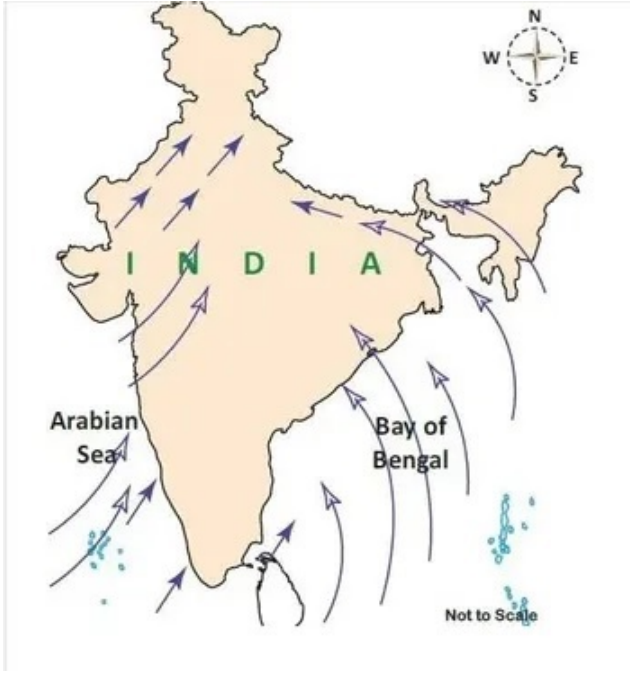 N
W E
S
I N D I A
Arabian
Sea
Bay of
Bengal
Not to Scale